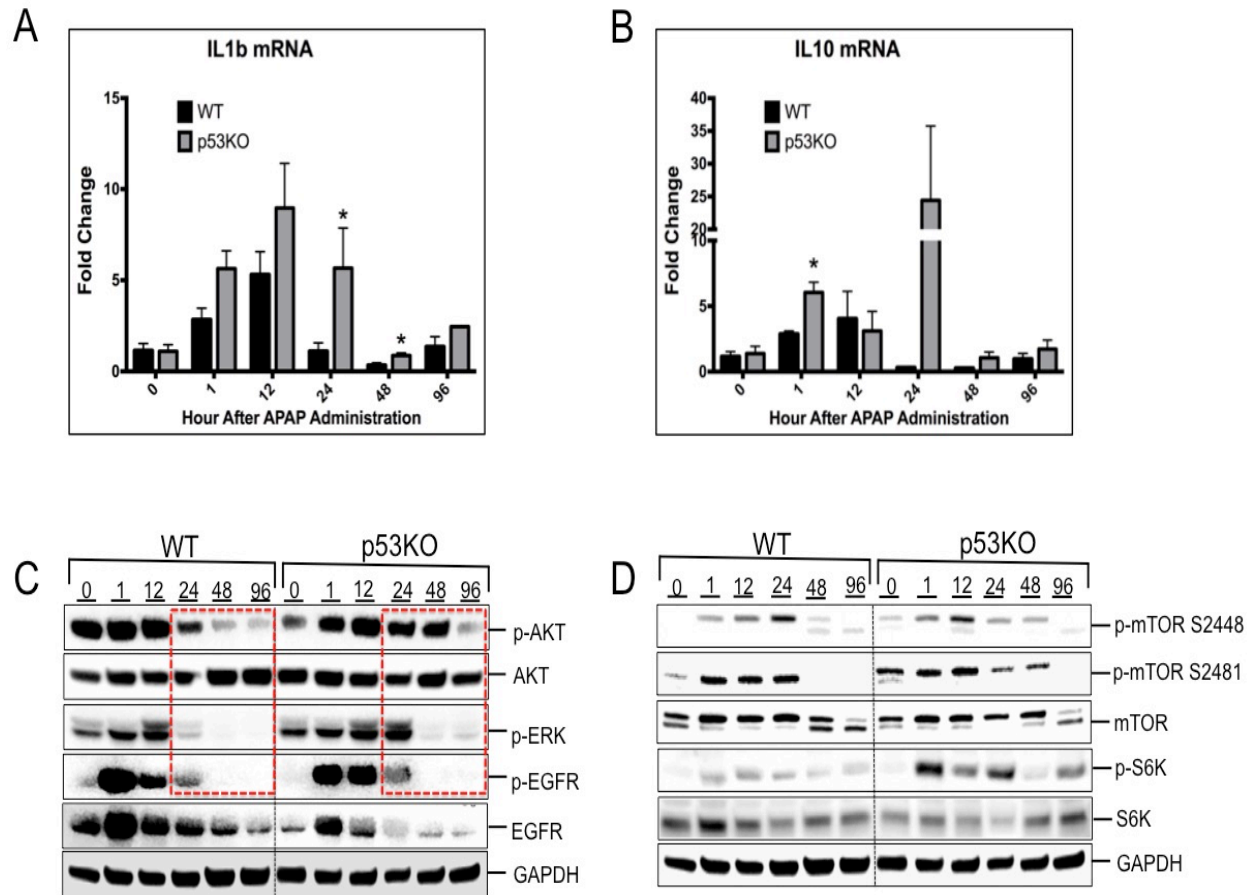 A
IL1b mRNA
Fold Change
15
10
5
0
WT
p53KO
*
*
0 1 12 24 48 96
Hour After APAP Administration
B
IL10 mRNA
Fold Change
40
35
30
25
20
10
5
0
WT
p53KO
*
0 1 12 24 48 96
Hour After APAP Administration
C
WT p53KO
0 1 12 24 48 96 0 1 12 24 48 96
p-AKT
AKT
p-ERK
p-EGFR
EGFR
GAPDH
D
WT p53KO
0 1 12 24 48 96 0 1 12 24 48 96
p-mTOR S2448
p-mTOR S2481
mTOR
p-S6K
S6K
GAPDH